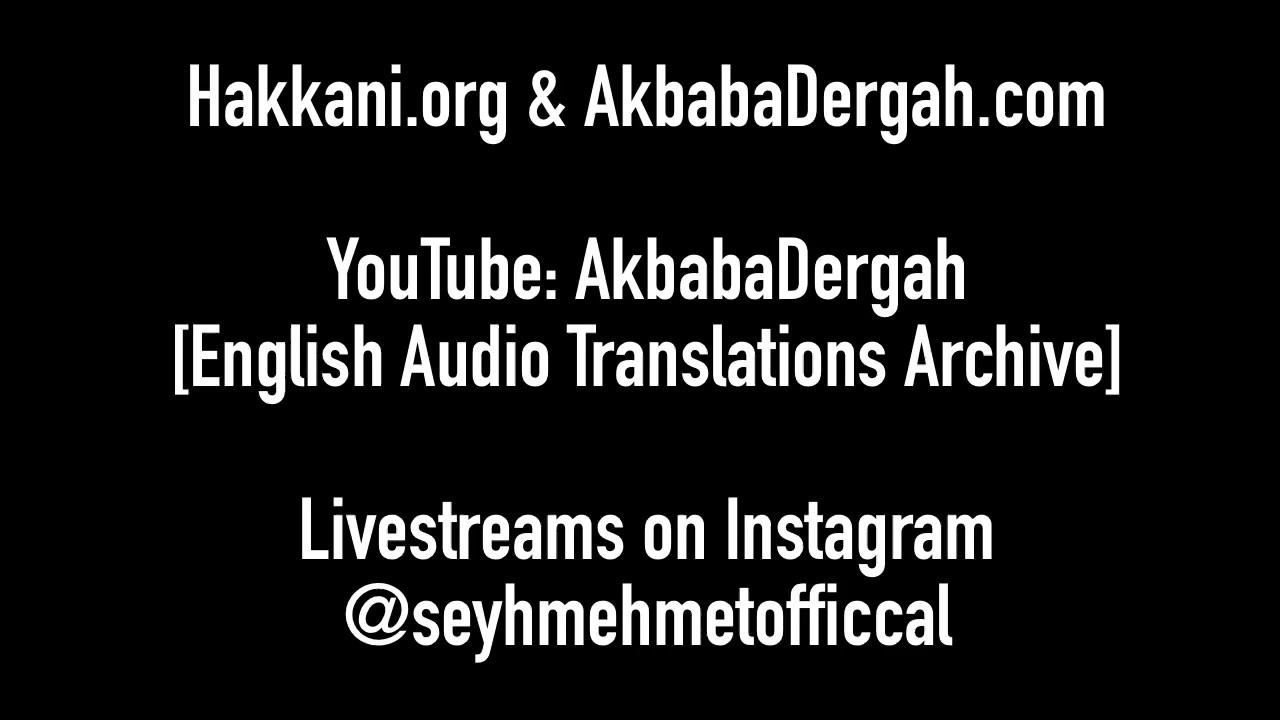 Hakkani.org & AkbabaDergah.com
YouTube: AkbabaDergah
[English Audio Translations Archive]
Livestreams on Instagram
@seyhmehmetofficcal